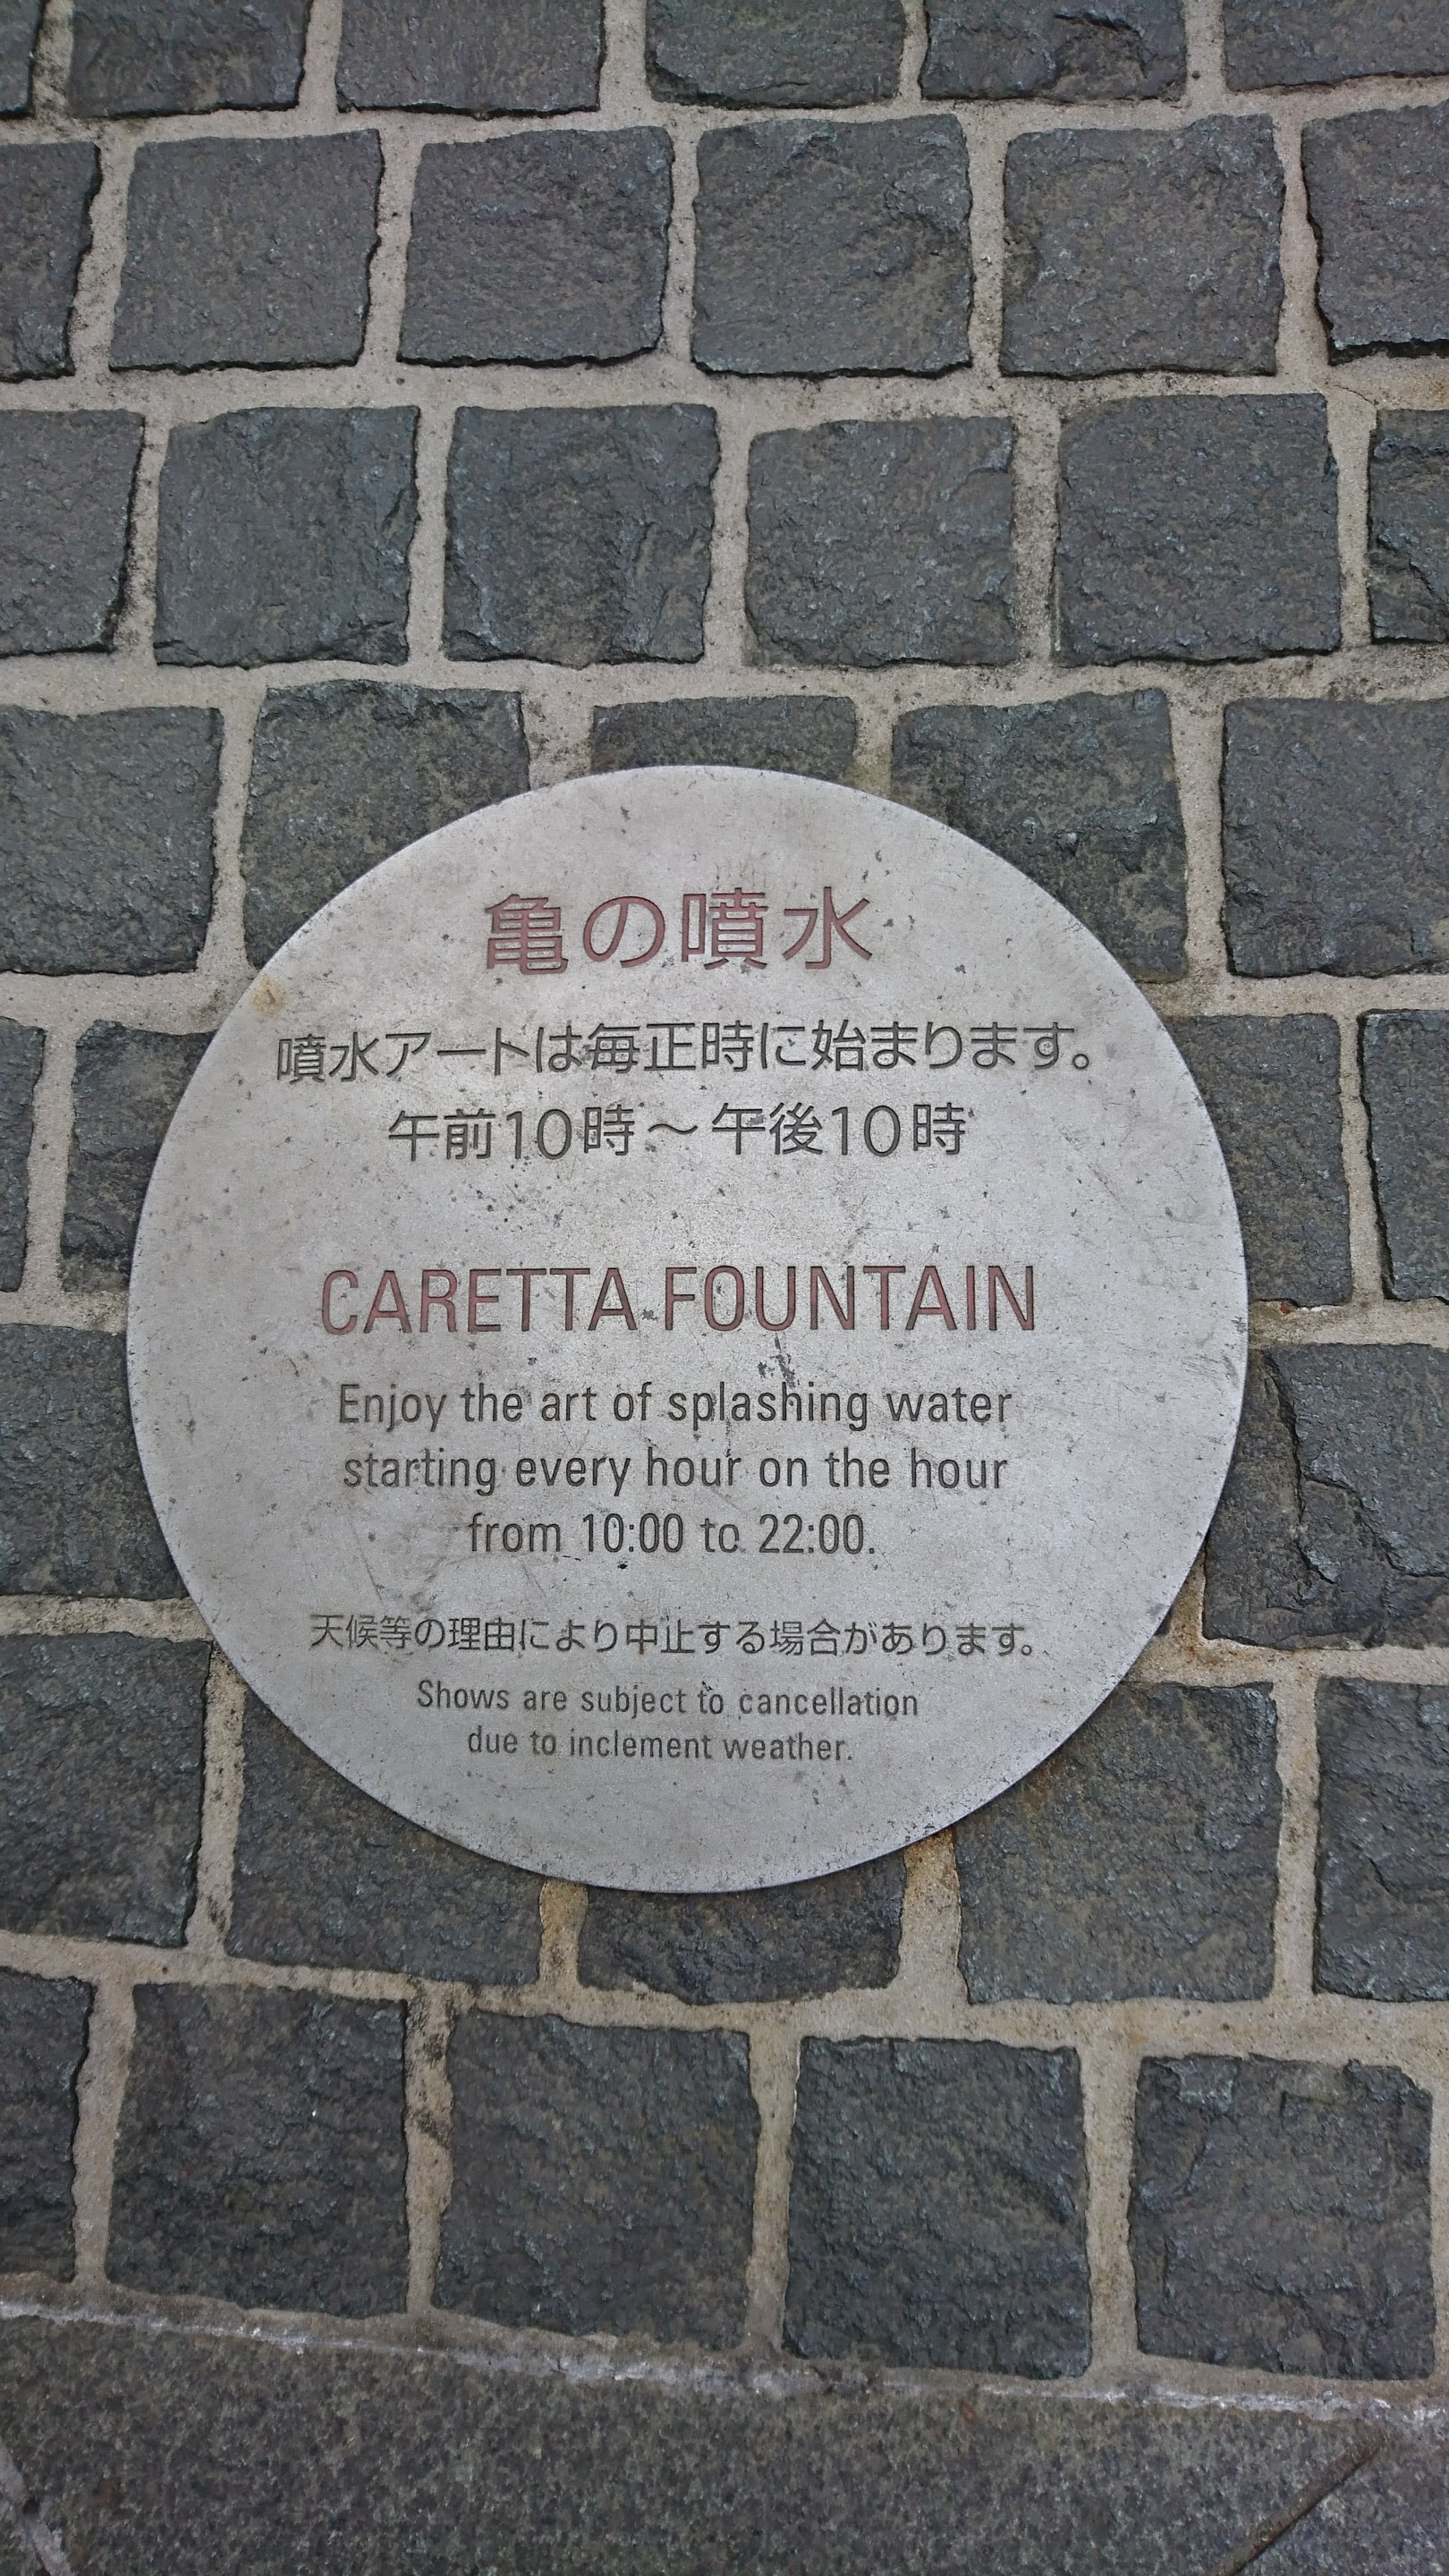 亀の噴水
噴水アートは毎正時に始まります。
午前10時～午後10時
CARETTA FOUNTAIN
Enjoy the art of splashing water
starting every hour on the hour
from 10:00 to 22:00.
天候等の理由により中止する場合があります。
Shows are subject to cancellation
due to inclement weather.